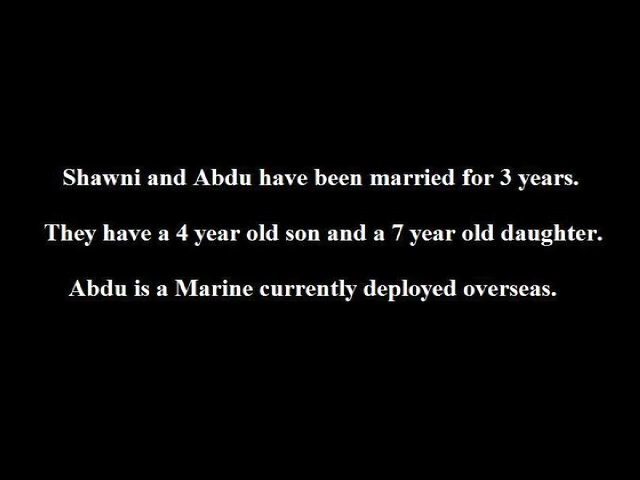 Shawni and Abdu have been married for 3 years.
They have a 4 year old son and a 7 year old daughter.
Abdu is a Marine currently deployed overseas.